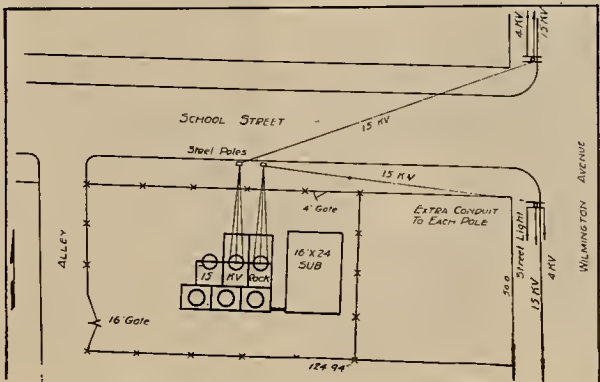 4 KV
15 KV
15 KV
SCHOOL STREET
Steel Poles
15 KV
4' Gate
EXTRA CONDUIT
TO EACH POLE
WILMINGTON AVENUE
ALLEY
16' X 24
SUB
15 KV Rack
Street Light
15 KV
4 KV
50.0
16' Gate
124.94'